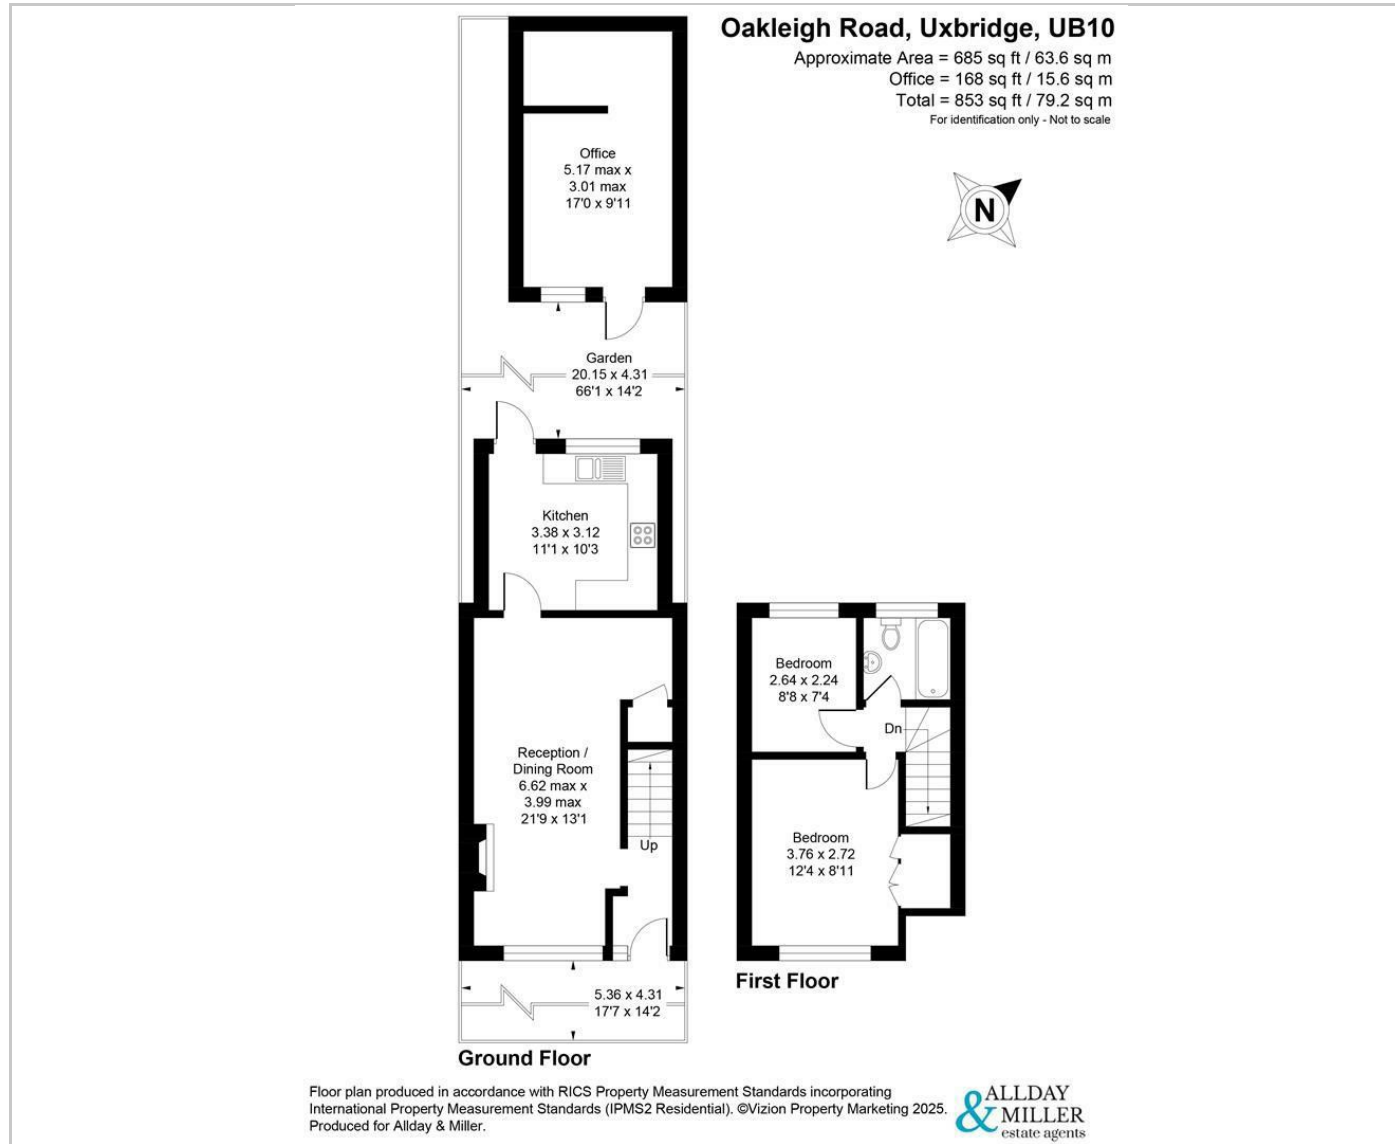 Oakleigh Road, Uxbridge, UB10
Approximate Area = 685 sq ft / 63.6 sq m
Office = 168 sq ft / 15.6 sq m
Total = 853 sq ft / 79.2 sq m
For identification only - Not to scale
N
Office
5.17 max x
3.01 max
17'0 x 9'11
Garden
20.15 x 4.31
66'1 x 14'2
Kitchen
3.38 x 3.12
11'1 x 10'3
Reception /
Dining Room
6.62 max x
3.99 max
21'9 x 13'1
Up
5.36 x 4.31
17'7 x 14'2
Ground Floor
Bedroom
2.64 x 2.24
8'8 x 7'4
Dn
Bedroom
3.76 x 2.72
12'4 x 8'11
First Floor
Floor plan produced in accordance with RICS Property Measurement Standards incorporating
International Property Measurement Standards (IPMS2 Residential). ©Vizion Property Marketing 2025.
Produced for Allday & Miller.
ALLDAY
& MILLER
estate agents